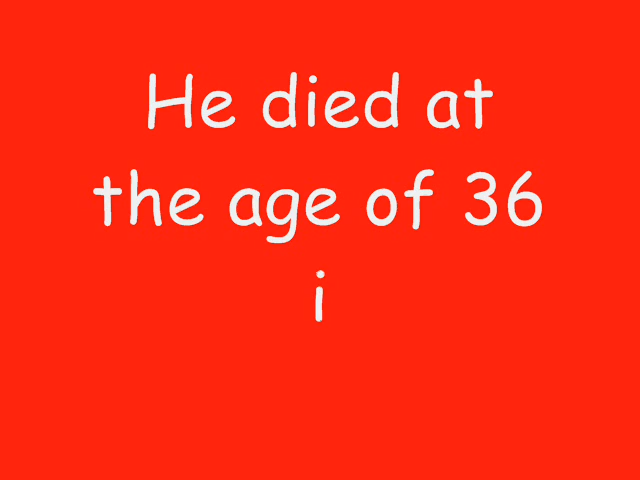 He died at
the age of 36
i